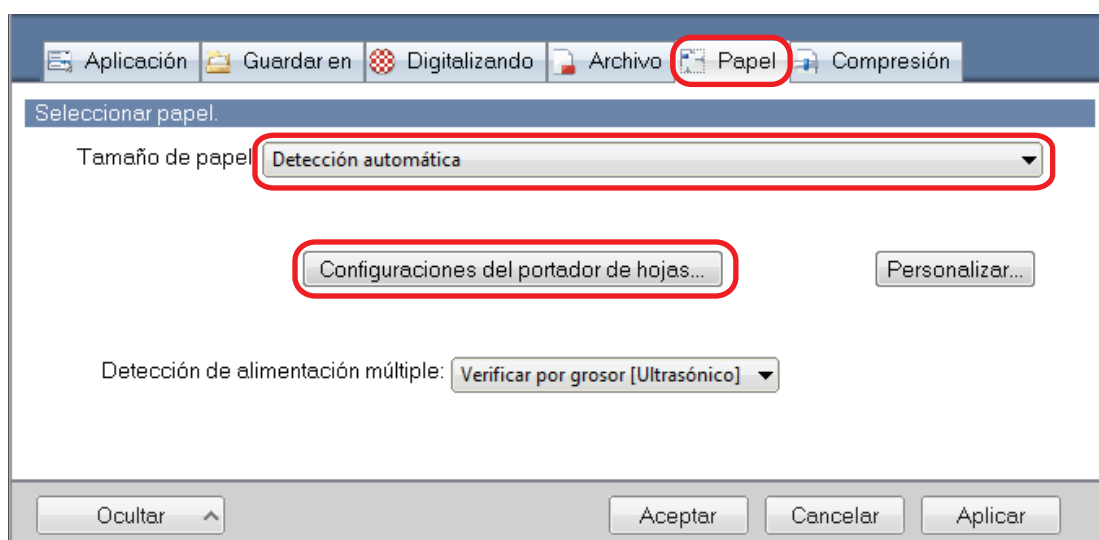 Aplicación Guardar en Digitalizando Archivo Papel Compresión
Seleccionar papel.
Tamaño de papel Detección automática
Configuraciones del portador de hojas... Personalizar...
Detección de alimentación múltiple: Verificar por grosor [Ultrasónico]
Ocultar Aceptar Cancelar Aplicar